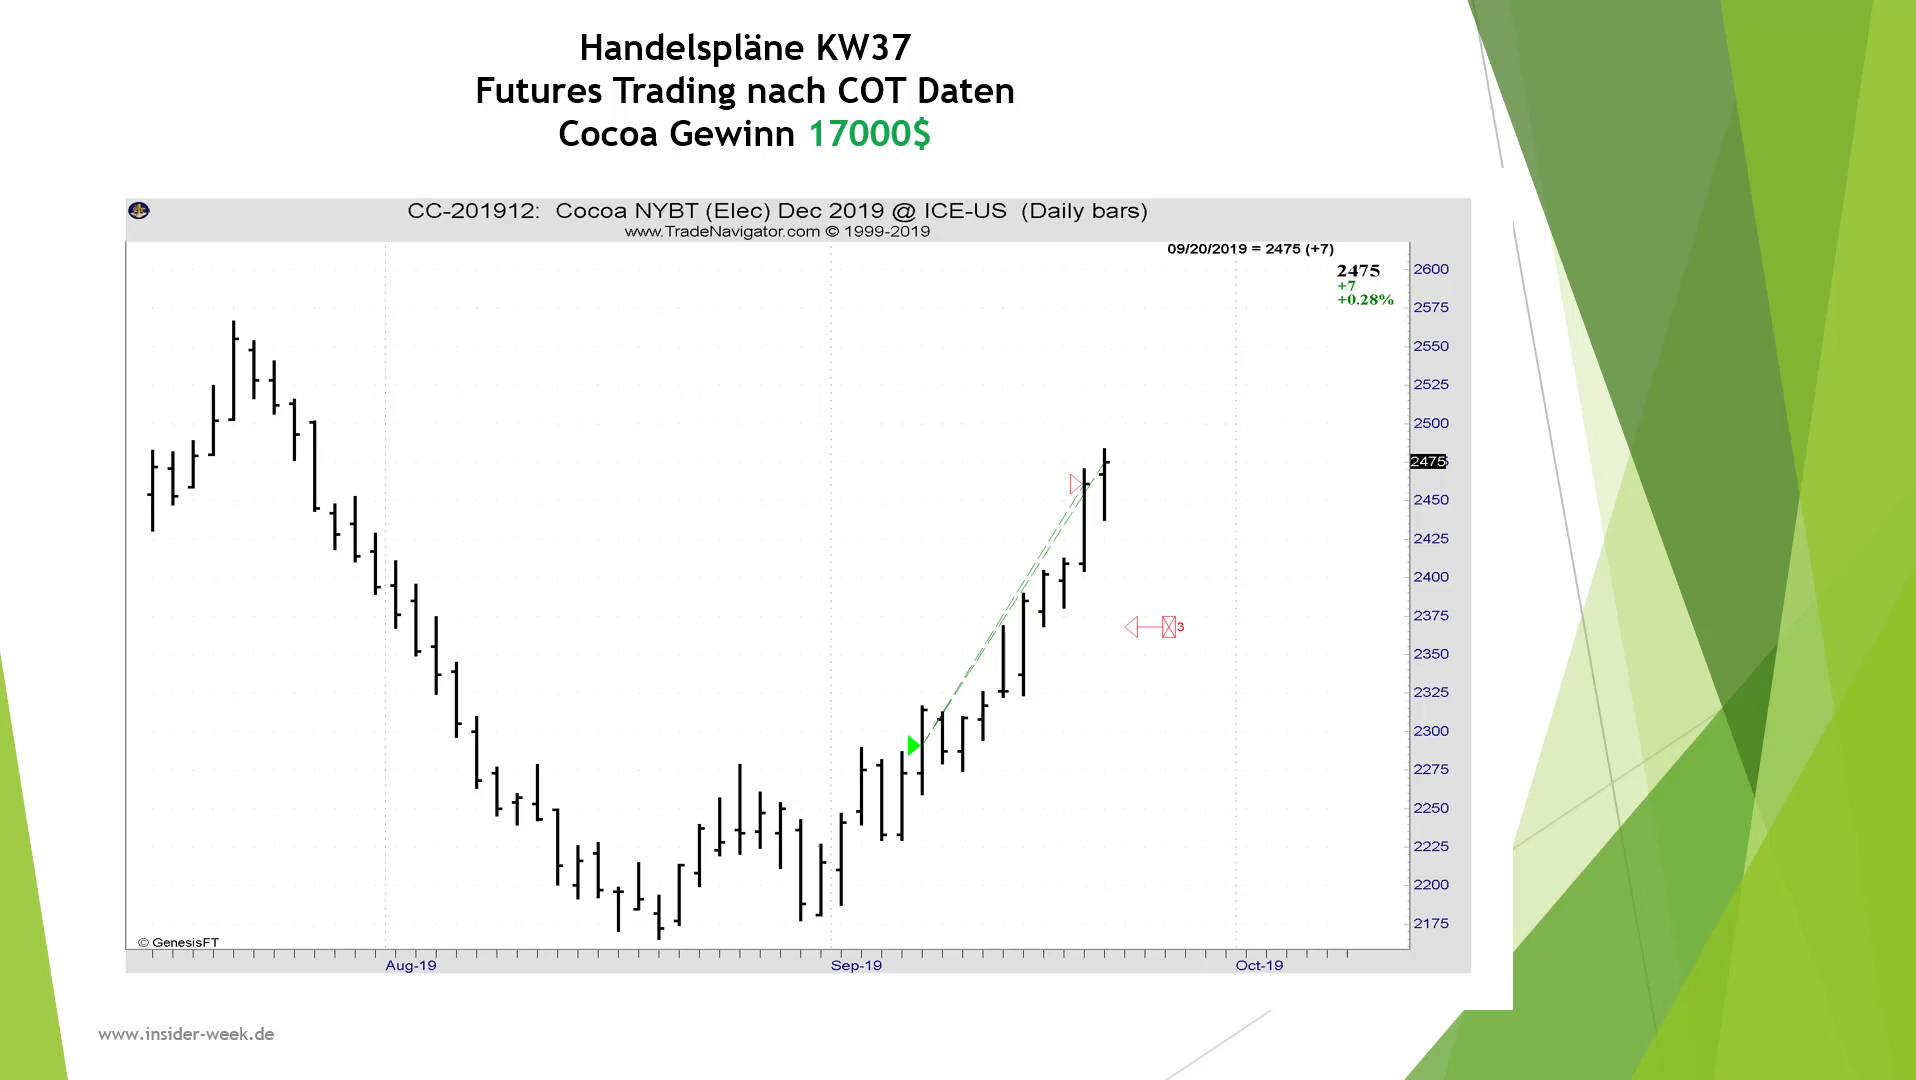 Handelspläne KW37
Futures Trading nach COT Daten
Cocoa Gewinn 17000$
CC-201912: Cocoa NYBT (Elec) Dec 2019 @ ICE-US (Daily bars)
www.TradeNavigator.com © 1999-2019
09/20/2019 = 2475 (+7)
2475
+7
+0.28%
2600
2575
2550
2525
2500
2475
2450
2425
2400
2375
2350
2325
2300
2275
2250
2225
2200
2175
3
© GenesisFT
Aug-19
Sep-19
Oct-19
www.insider-week.de